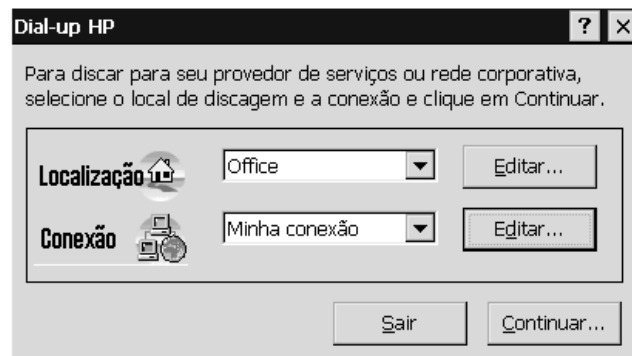 Dial-up HP
Para discar para seu provedor de serviços ou rede corporativa,
selecione o local de discagem e a conexão e clique em Continuar.
Localização Office Editar...
Conexão Minha conexão Editar...
Sair Continuar...